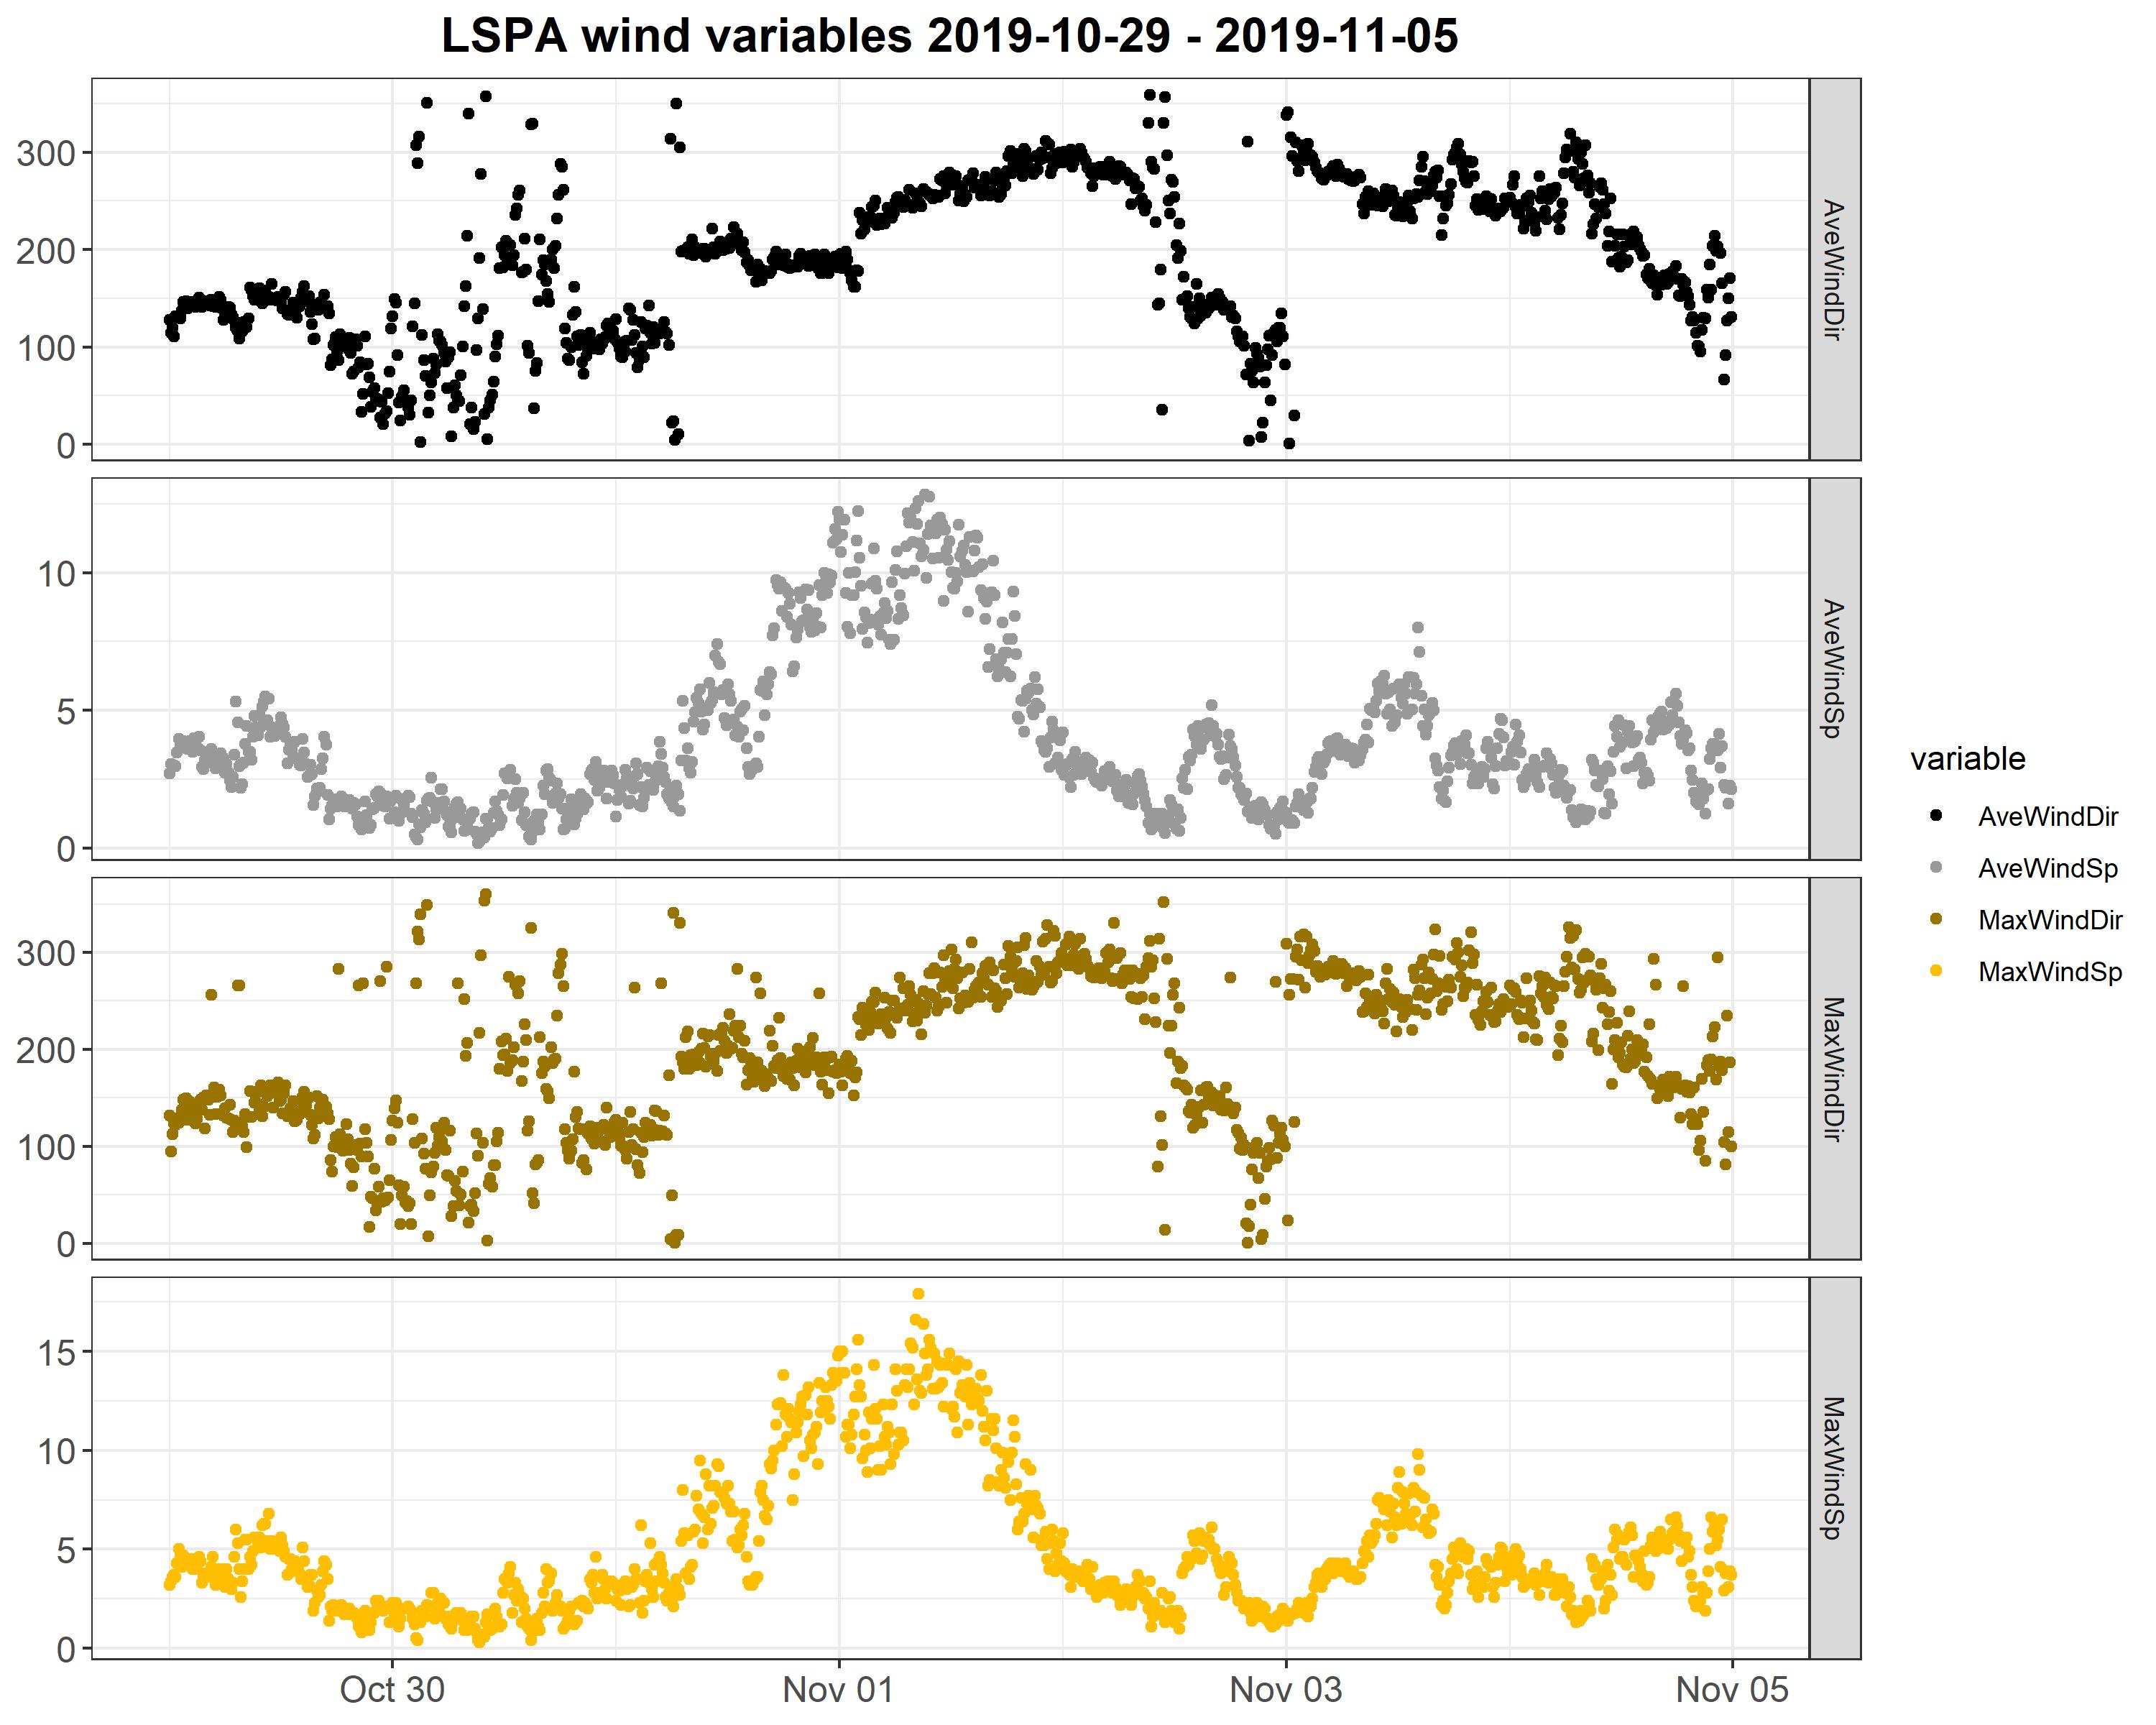 LSPA wind variables 2019-10-29 - 2019-11-05
300
200
100
0
AveWindDir
10
5
0
AveWindSp
300
200
100
0
MaxWindDir
15
10
5
0
MaxWindSp
Oct 30
Nov 01
Nov 03
Nov 05
variable
AveWindDir
AveWindSp
MaxWindDir
MaxWindSp